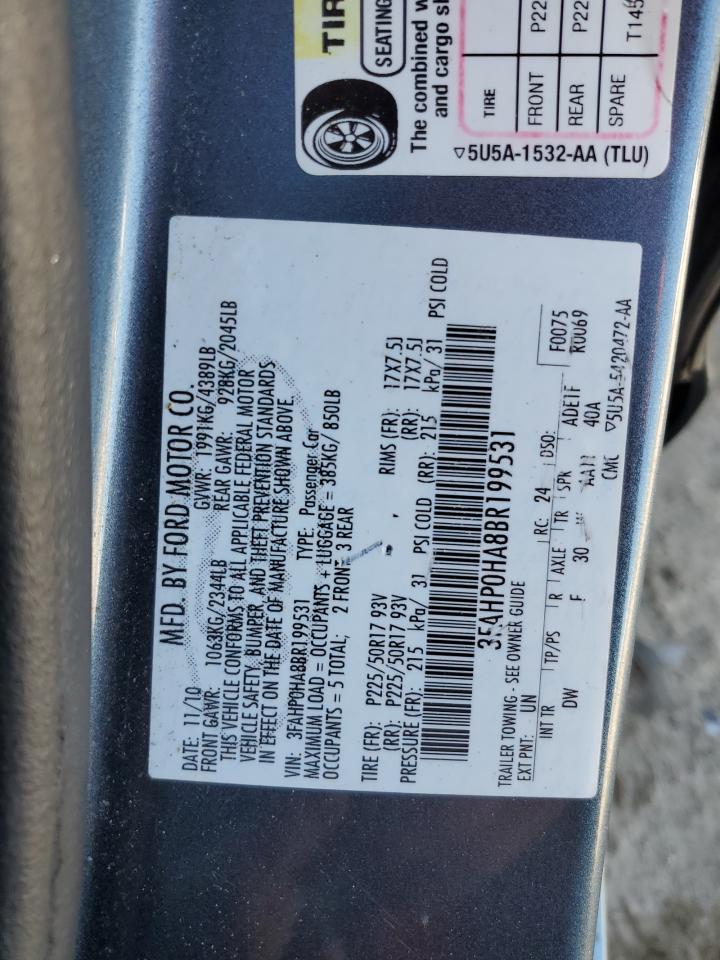 MFD. BY FORD MOTOR CO.
DATE: 11/10 GVWR: 1991KG/4389LB
FRONT GAWR: 1063KG/2344LB REAR GAWR: 928KG/2045LB
THIS VEHICLE CONFORMS TO ALL APPLICABLE FEDERAL MOTOR
VEHICLE SAFETY, BUMPER, AND THEFT PREVENTION STANDARDS
IN EFFECT ON THE DATE OF MANUFACTURE SHOWN ABOVE.
VIN: 3FAHP0HA8BR199531 TYPE: Passenger Car
MAXIMUM LOAD = OCCUPANTS + LUGGAGE = 385KG/ 850LB
OCCUPANTS = 5 TOTAL; 2 FRONT 3 REAR
TIRE (FR): P225/50R17 93V RIMS (FR): 17X7.5J
(RR): P225/50R17 93V (RR): 17X7.5J
PRESSURE (FR): 215 kPa/ 31 PSI COLD (RR): 215 kPa/ 31 PSI COLD
3FAHP0HA8BR199531
TRAILER TOWING - SEE OWNER GUIDE
EXT PNT: UN RC: 24 DSO: F0075
R0069
INT TR TP/PS R AXLE TR SPR ADE1F
DW F 30 AA11 40A
CMC ▽5U5A-5420472-AA
TIR
SEATING
The combined w
and cargo sh
TIRE
FRONT P22
REAR P22
SPARE T145
▽5U5A-1532-AA (TLU)